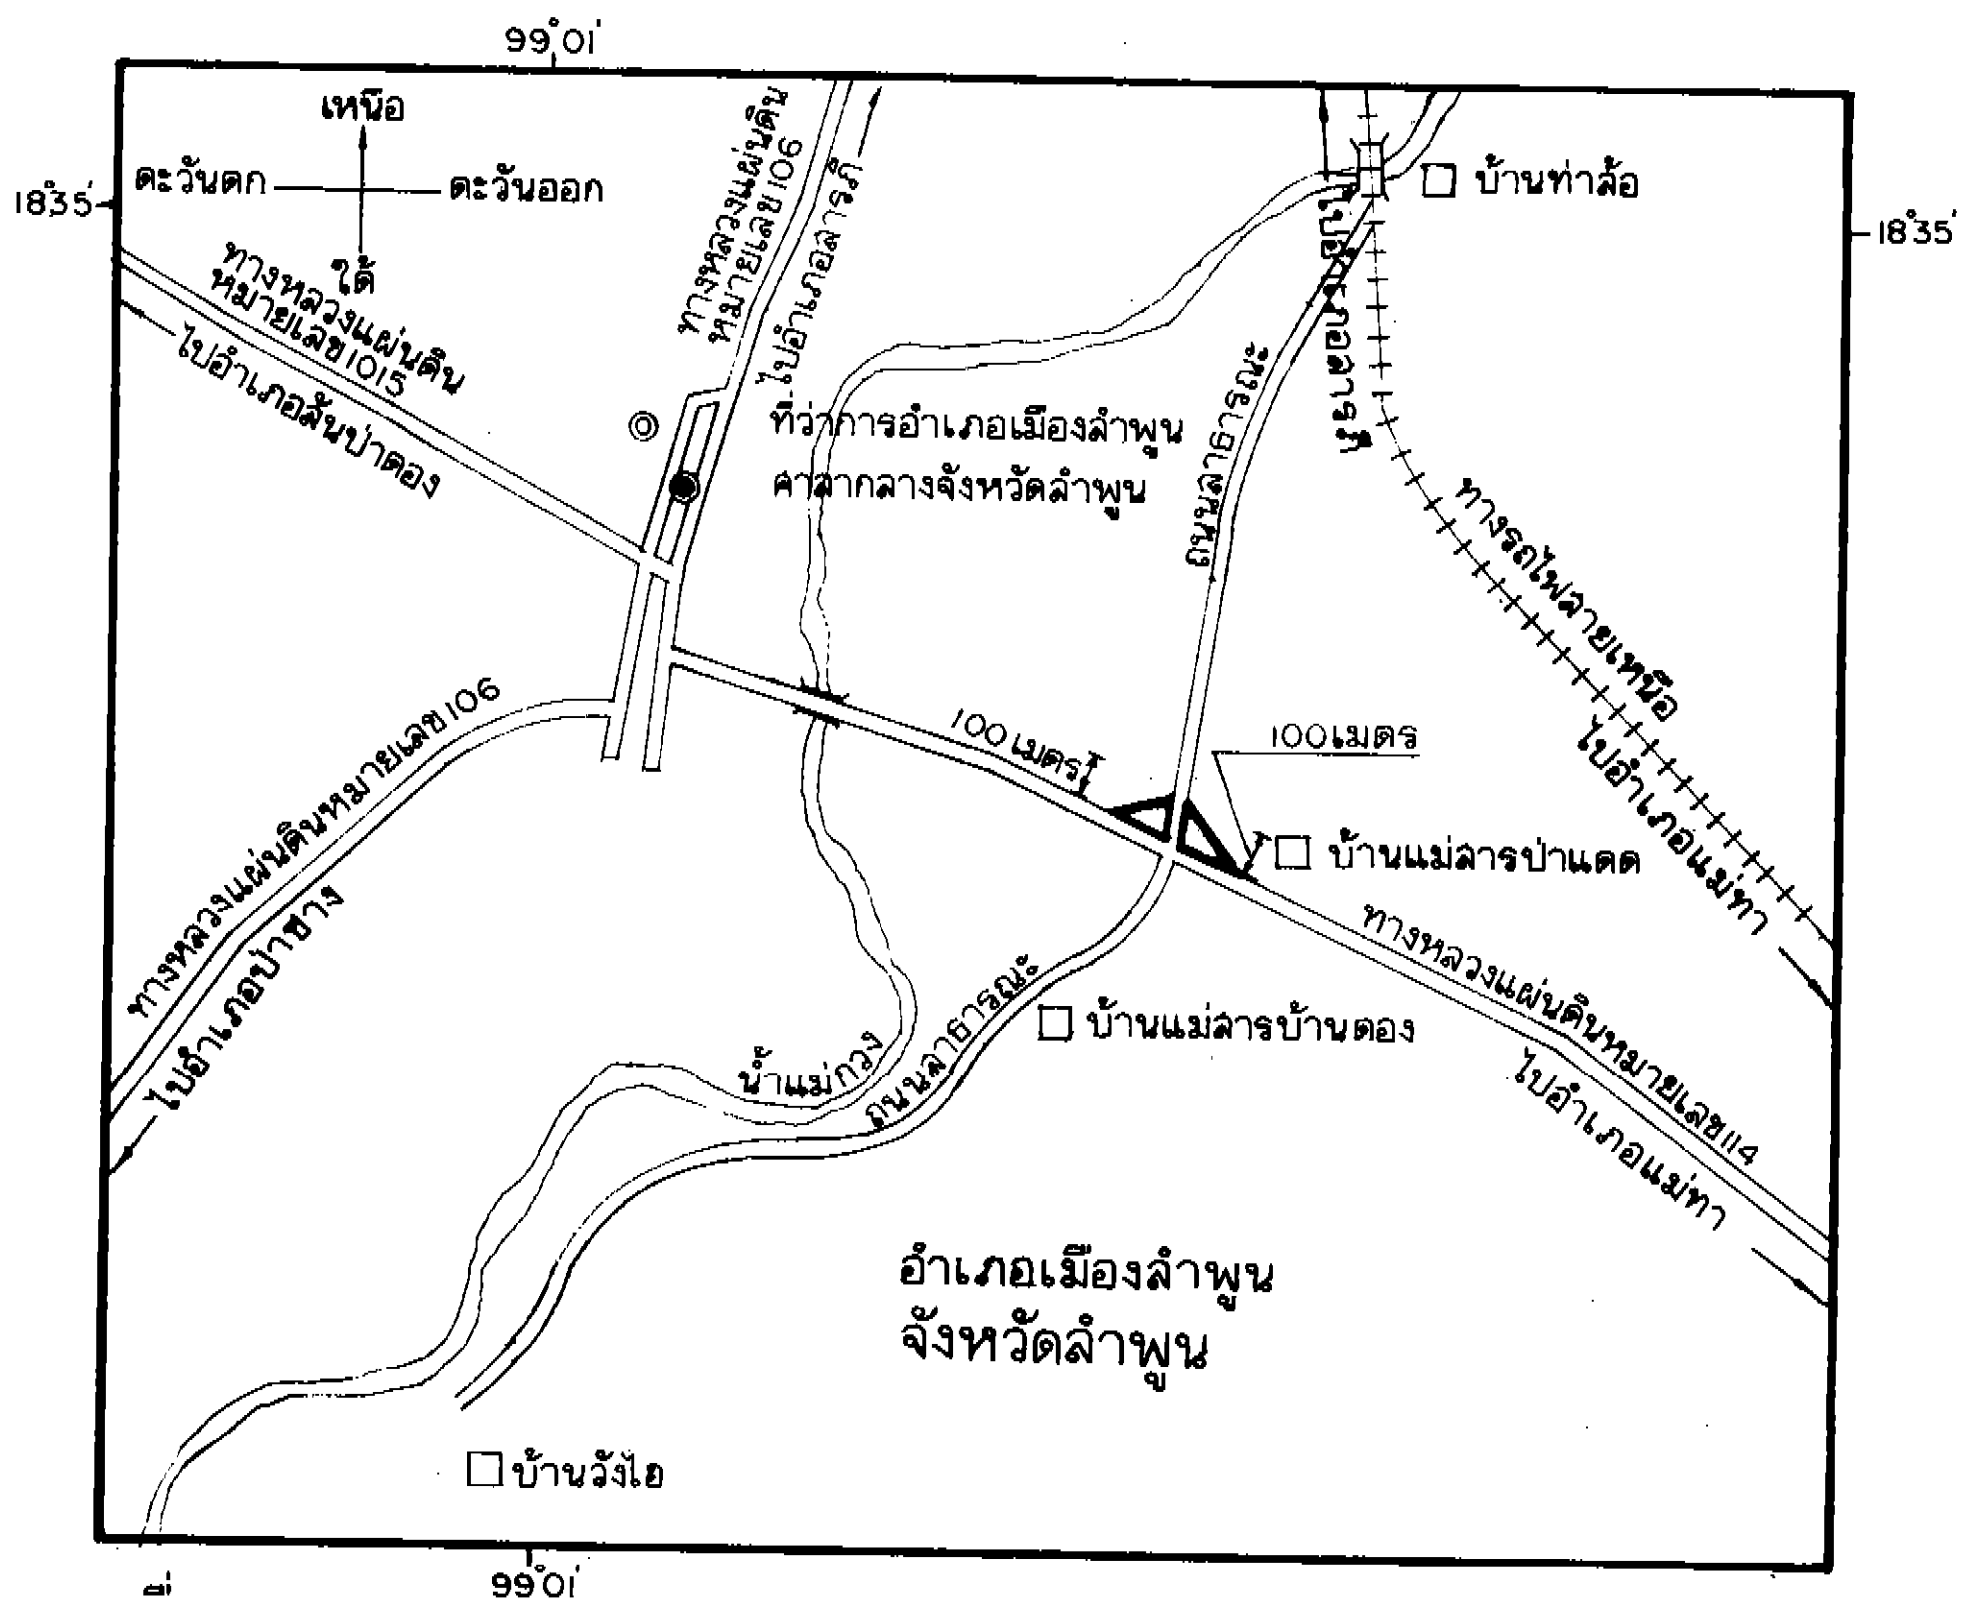 99°01'
เหนือ
ตะวันตก
ตะวันออก
ใต้
18°35'
18°35'
ทางหลวงแผ่นดิน
หมายเลข 106
ไปอำเภอสารภี
ทางหลวงแผ่นดิน
หมายเลข 1015
ไปอำเภอสันป่าตอง
บ้านท่าล้อ
ไปอำเภอสารภี
ถนนสาธารณะ
ที่ว่าการอำเภอเมืองลำพูน
ศาลากลางจังหวัดลำพูน
ทางรถไฟสายเหนือ
ไปอำเภอแม่ทา
100 เมตร
100 เมตร
ทางหลวงแผ่นดินหมายเลข 106
ไปอำเภอป่าซาง
บ้านแม่สารป่าแดด
ทางหลวงแผ่นดินหมายเลข 114
ไปอำเภอแม่ทา
บ้านแม่สารบ้านตอง
น้ำแม่กวง
ถนนสาธารณะ
อำเภอเมืองลำพูน
จังหวัดลำพูน
บ้านวังไฮ
99°01'